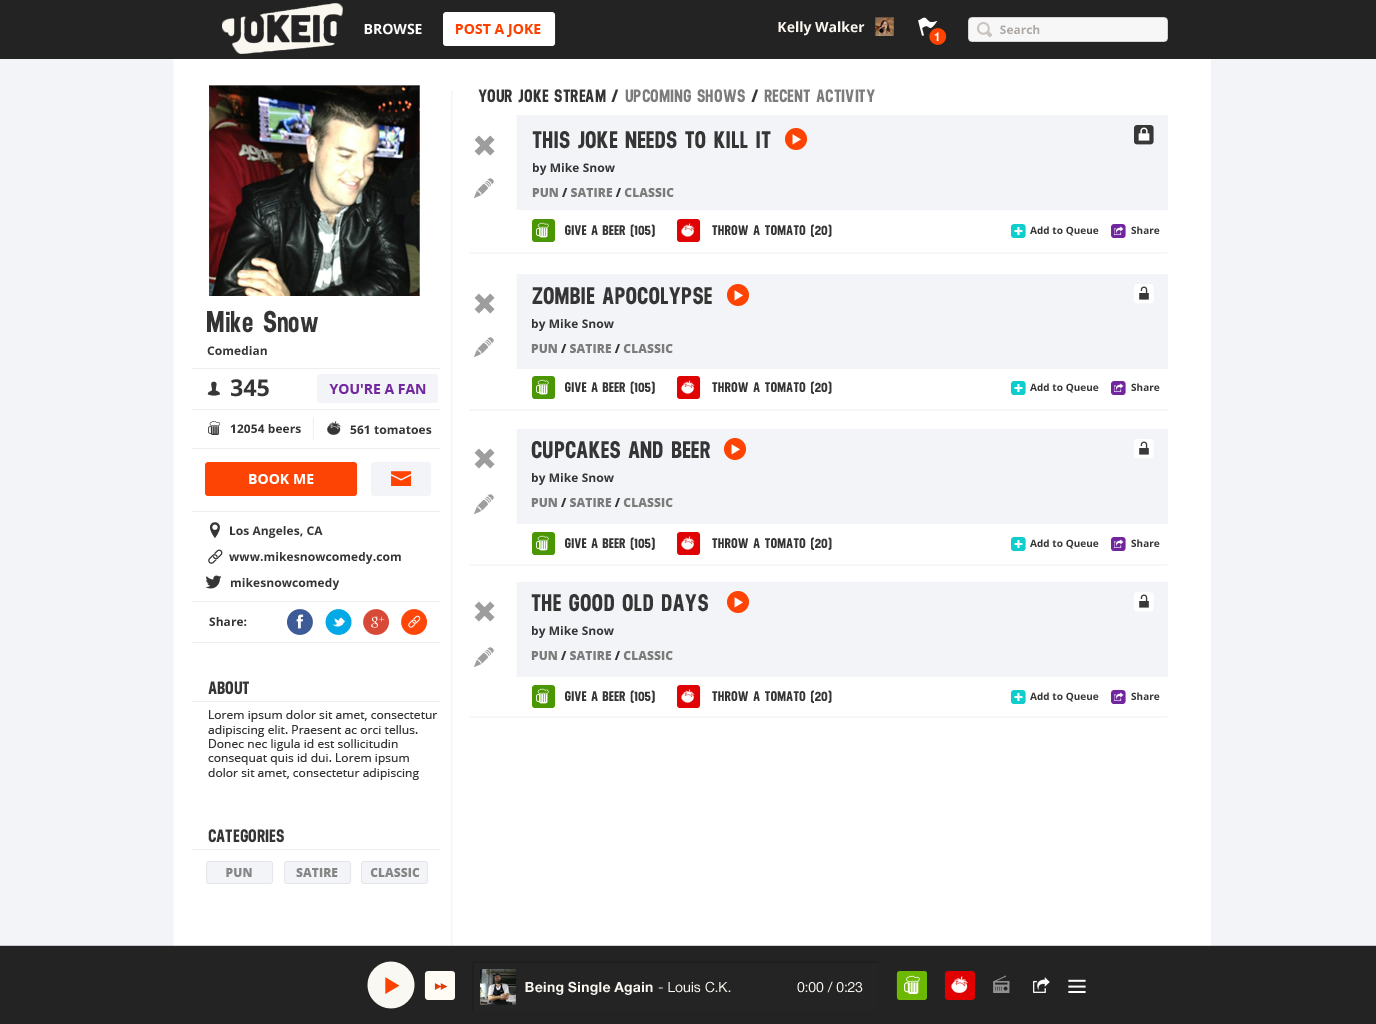 JOKEIO
BROWSE
POST A JOKE
Kelly Walker
1
Search
Mike Snow
Comedian
345
YOU'RE A FAN
12054 beers
561 tomatoes
BOOK ME
Los Angeles, CA
www.mikesnowcomedy.com
mikesnowcomedy
Share:
ABOUT
Lorem ipsum dolor sit amet, consectetur
adipiscing elit. Praesent ac orci tellus.
Donec nec ligula id est sollicitudin
consequat quis id dui. Lorem ipsum
dolor sit amet, consectetur adipiscing
CATEGORIES
PUN
SATIRE
CLASSIC
YOUR JOKE STREAM / UPCOMING SHOWS / RECENT ACTIVITY
THIS JOKE NEEDS TO KILL IT
by Mike Snow
PUN / SATIRE / CLASSIC
GIVE A BEER (105)
THROW A TOMATO (20)
Add to Queue
Share
ZOMBIE APOCOLYPSE
by Mike Snow
PUN / SATIRE / CLASSIC
GIVE A BEER (105)
THROW A TOMATO (20)
Add to Queue
Share
CUPCAKES AND BEER
by Mike Snow
PUN / SATIRE / CLASSIC
GIVE A BEER (105)
THROW A TOMATO (20)
Add to Queue
Share
THE GOOD OLD DAYS
by Mike Snow
PUN / SATIRE / CLASSIC
GIVE A BEER (105)
THROW A TOMATO (20)
Add to Queue
Share
Being Single Again - Louis C.K.
0:00 / 0:23